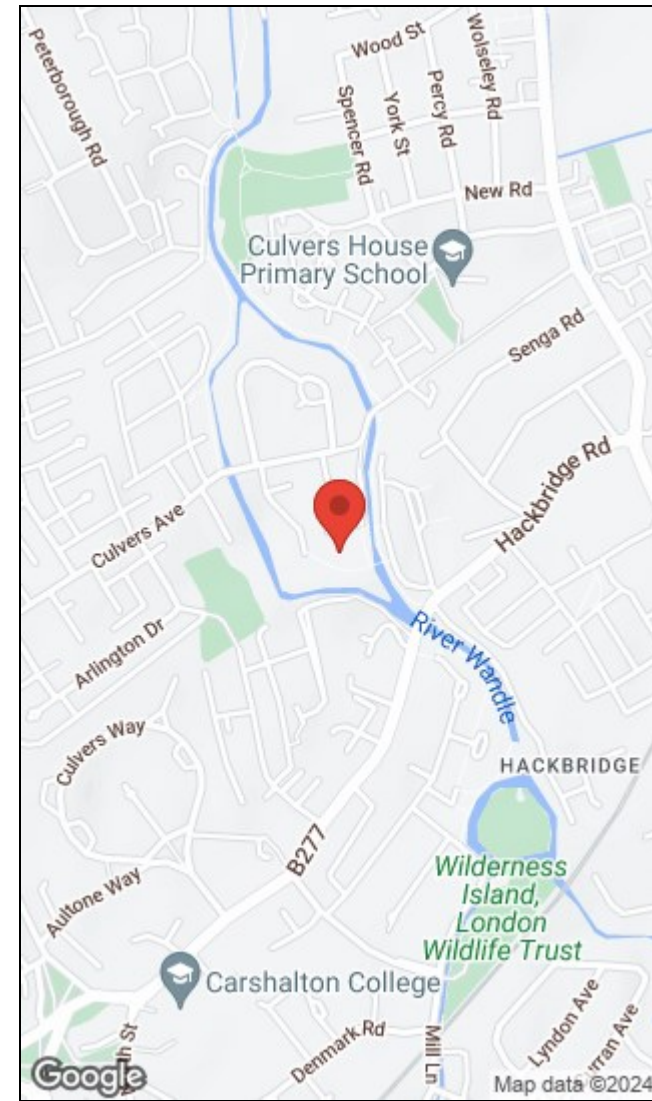 Peterborough Rd
Wood St
Wolseley Rd
Spencer Rd
York St
Percy Rd
New Rd
Culvers House
Primary School
Senga Rd
Hackbridge Rd
Culvers Ave
Arlington Dr
River Wandle
Culvers Way
HACKBRIDGE
B277
Wilderness
Island,
London
Wildlife Trust
Aultone Way
Carshalton College
Denmark Rd
Mill Ln
Lyndon Ave
Google
Map data ©2024